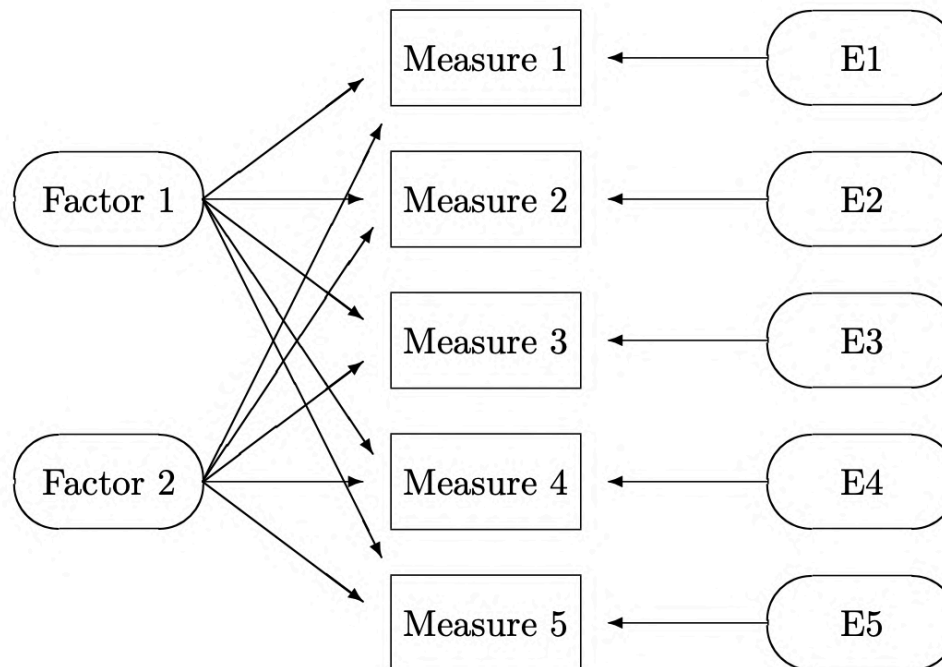 Measure 1
E1
Factor 1
Measure 2
E2
Measure 3
E3
Factor 2
Measure 4
E4
Measure 5
E5